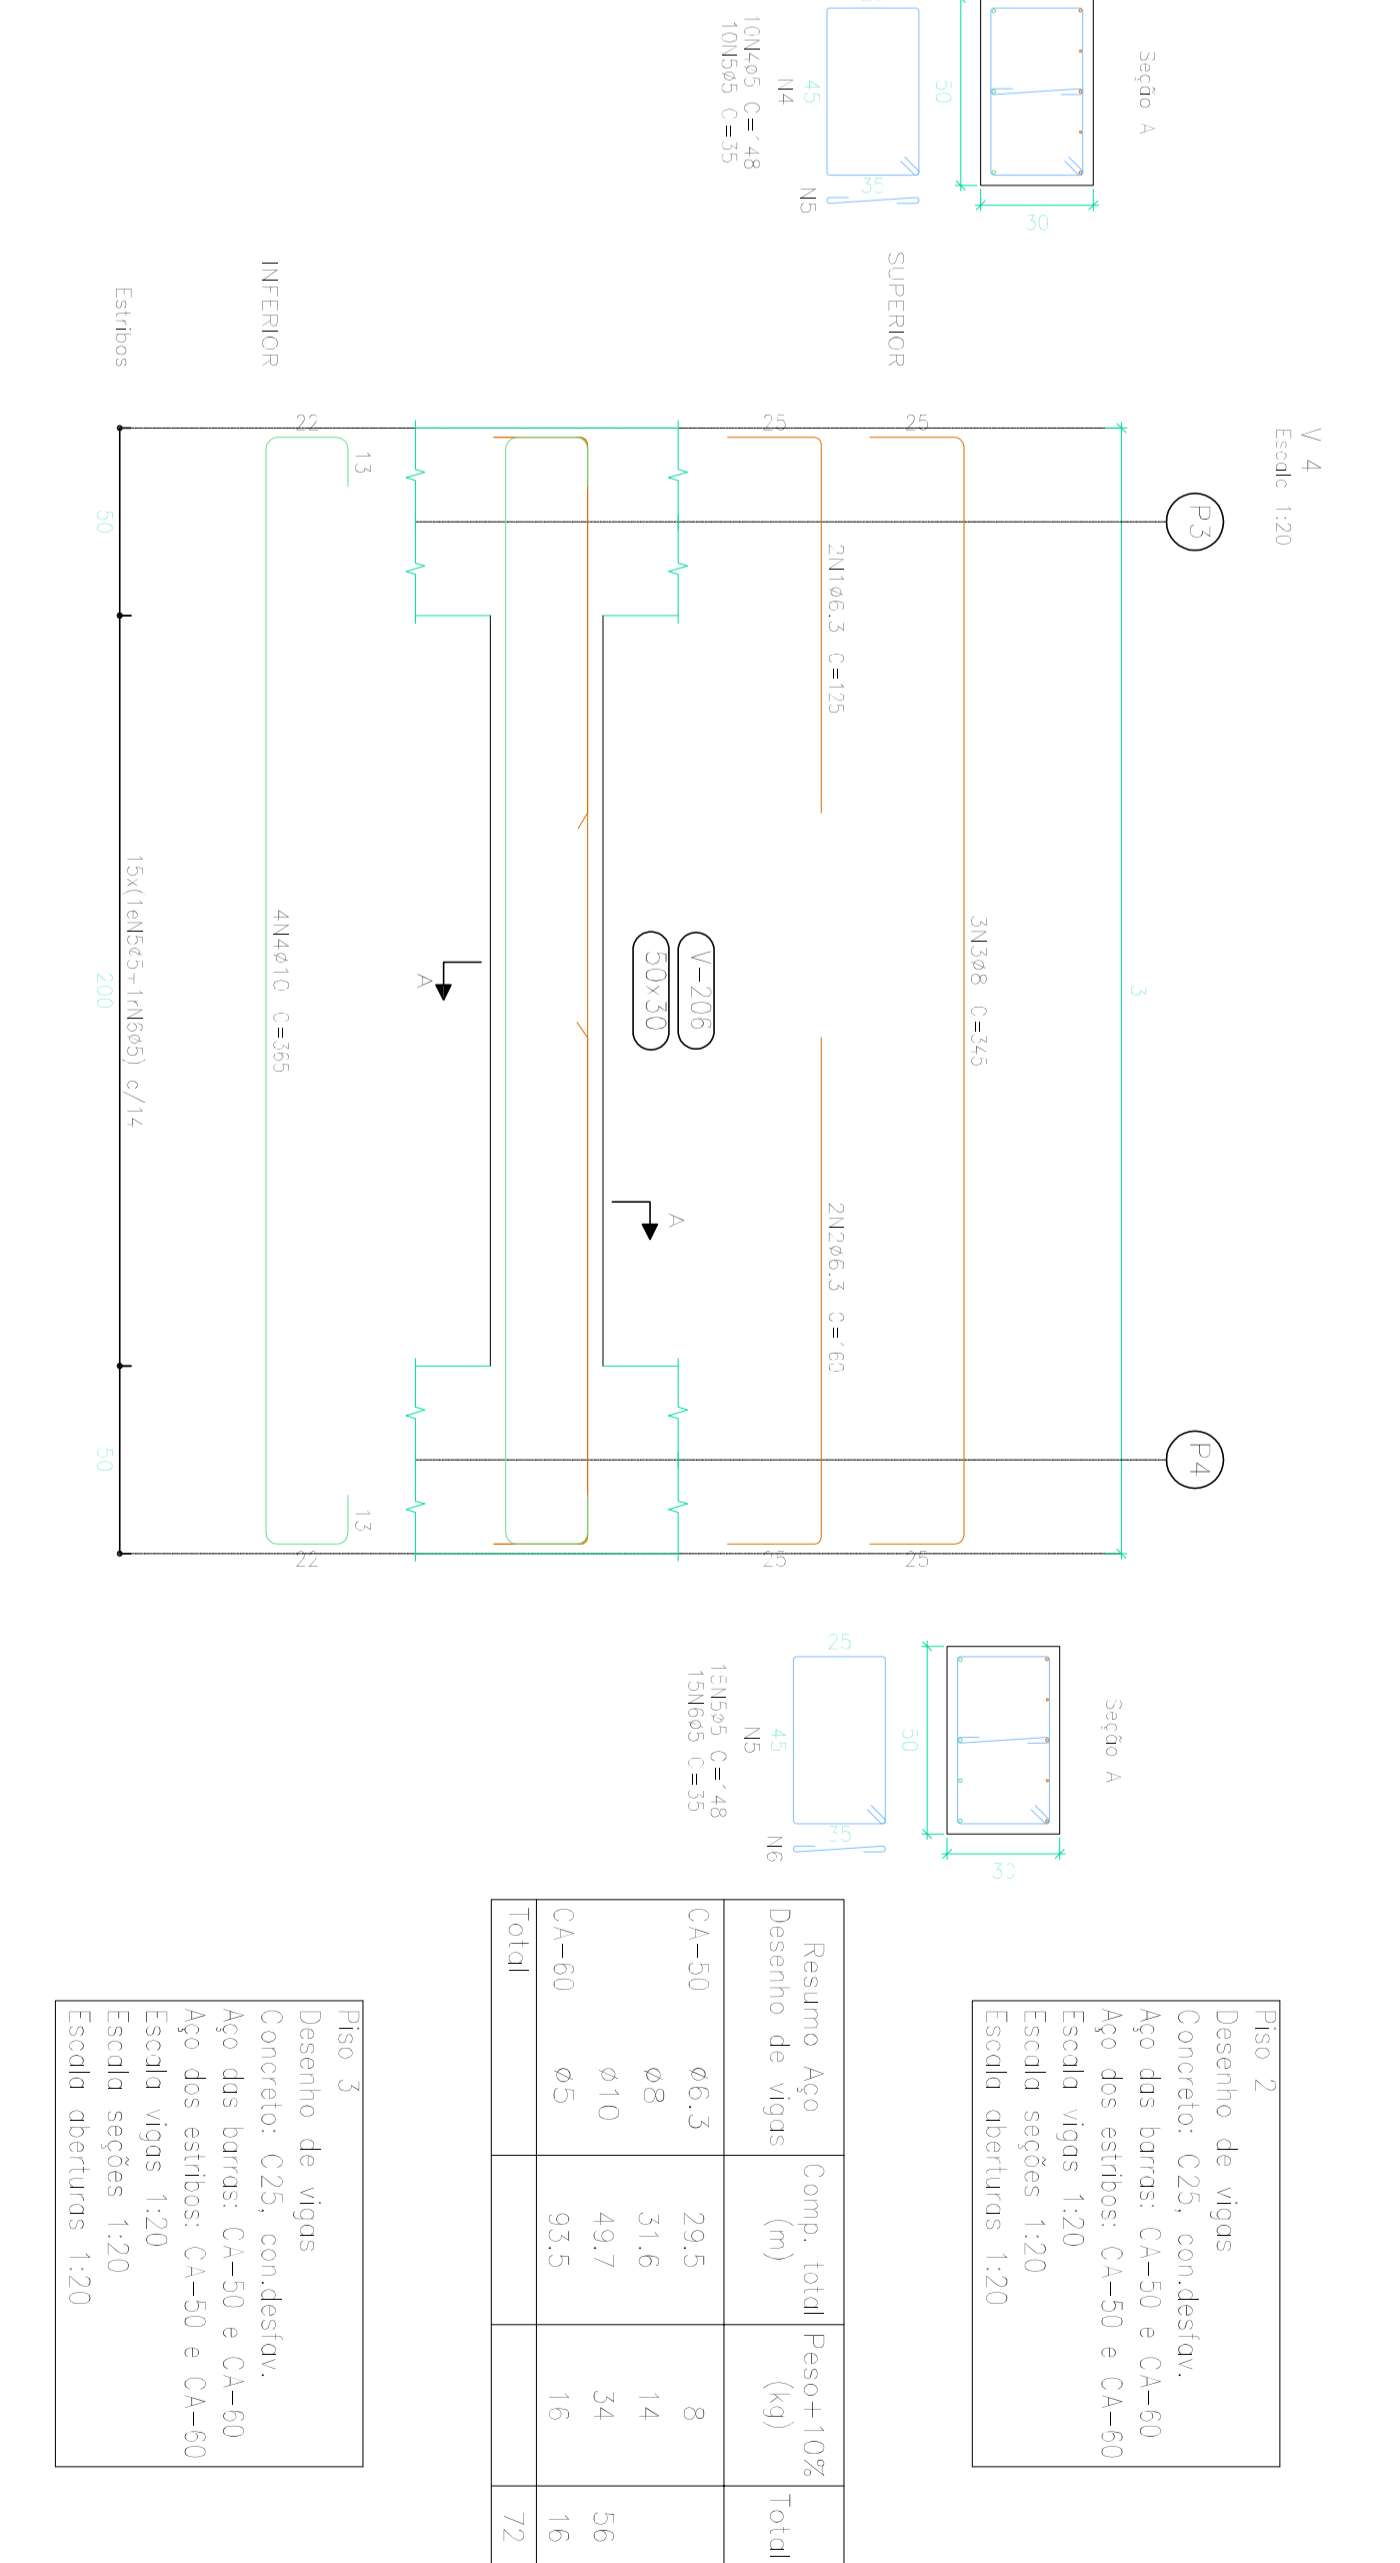 Seção A
50
30
45
35
N4
N5
10N4ø5 C=148
10N5ø5 C=35
V 4
Escala 1:20
P3
P4
3
SUPERIOR
25
3N3ø8 C=345
25
25
2N1ø6.3 C=125
2N2ø6.3 C=160
25
V-206
50x30
A
A
INFERIOR
22
13
4N4ø10 C=365
13
22
Estribos
15x(1eN5ø5+1rN6ø5) c/14
50
200
50
Seção A
50
30
25
45
35
N5
N6
15N5ø5 C=148
15N6ø5 C=35
Piso 2
Desenho de vigas
Concreto: C25, con.desfav.
Aço das barras: CA-50 e CA-60
Aço dos estribos: CA-50 e CA-60
Escala vigas 1:20
Escala seções 1:20
Escala aberturas 1:20
Resumo Aço Comp. total Peso+10% Total
Desenho de vigas (m) (kg)
CA-50 ø6.3 29.5 8
ø8 31.6 14
ø10 49.7 34 56
CA-60 ø5 93.5 16 16
Total 72
Piso 3
Desenho de vigas
Concreto: C25, con.desfav.
Aço das barras: CA-50 e CA-60
Aço dos estribos: CA-50 e CA-60
Escala vigas 1:20
Escala seções 1:20
Escala aberturas 1:20